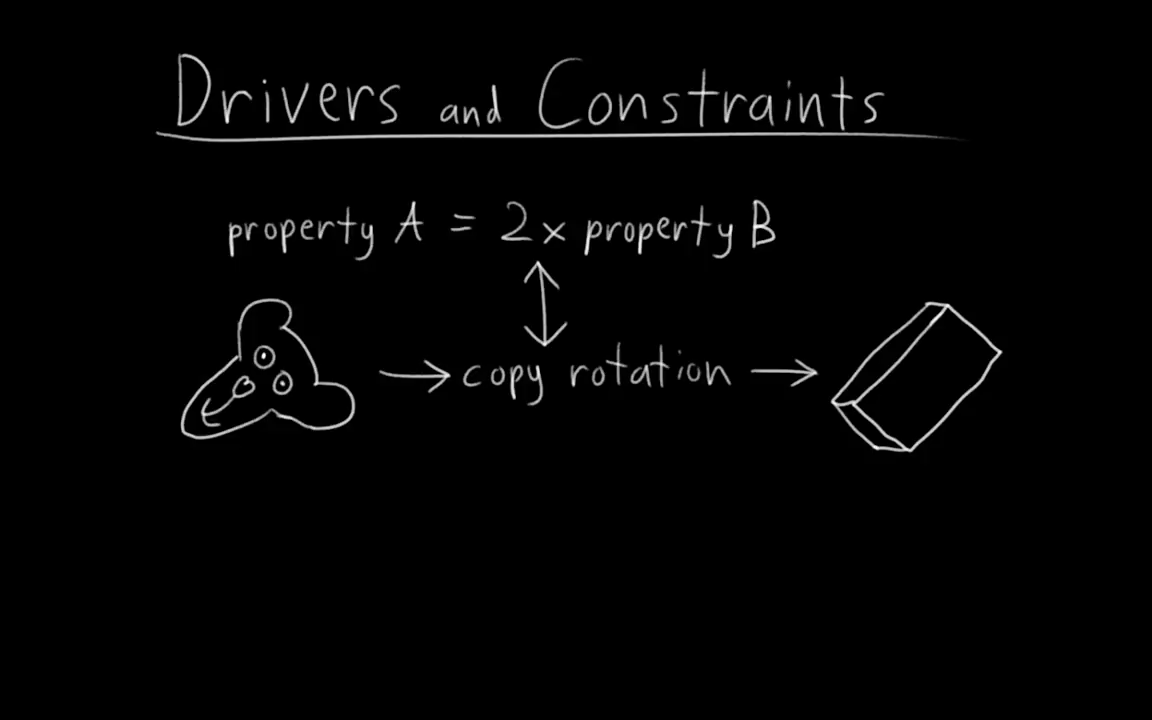 Drivers and Constraints
property A = 2 x property B
copy rotation